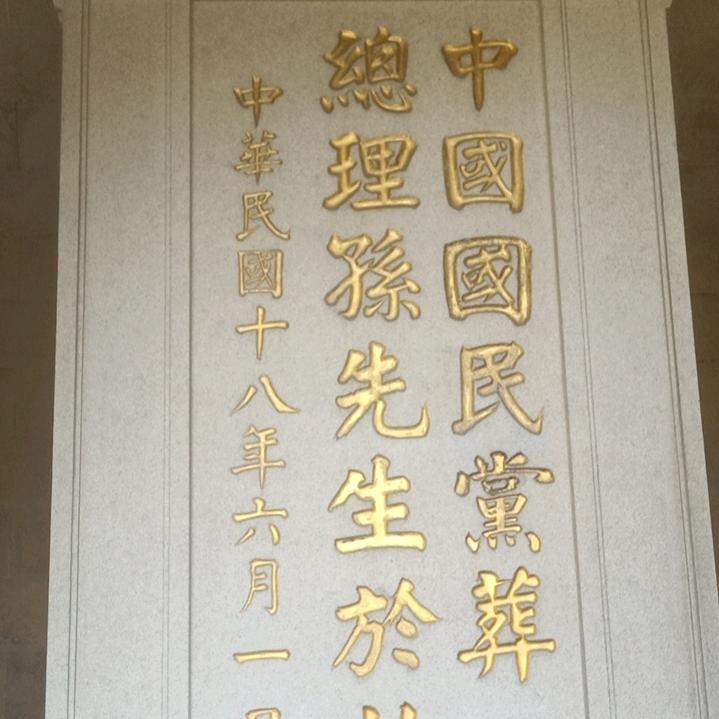 中國國民黨葬
總理孫先生於
中華民國十八年六月一